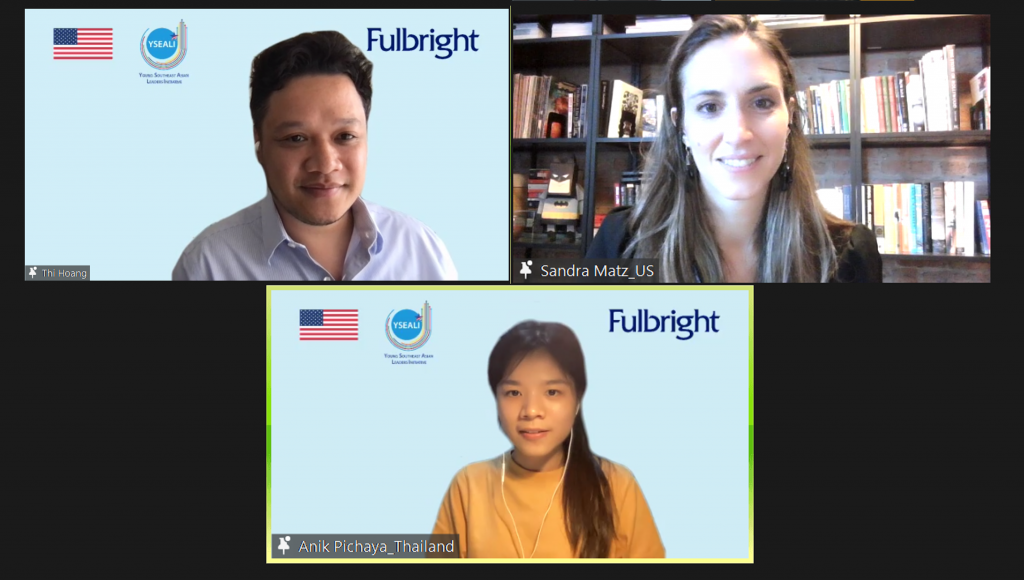 YSEALI
YOUNG SOUTHEAST ASIAN
LEADERS INITIATIVE
Fulbright
Thi Hoang
Sandra Matz_US
YSEALI
YOUNG SOUTHEAST ASIAN
LEADERS INITIATIVE
Fulbright
Anik Pichaya_Thailand